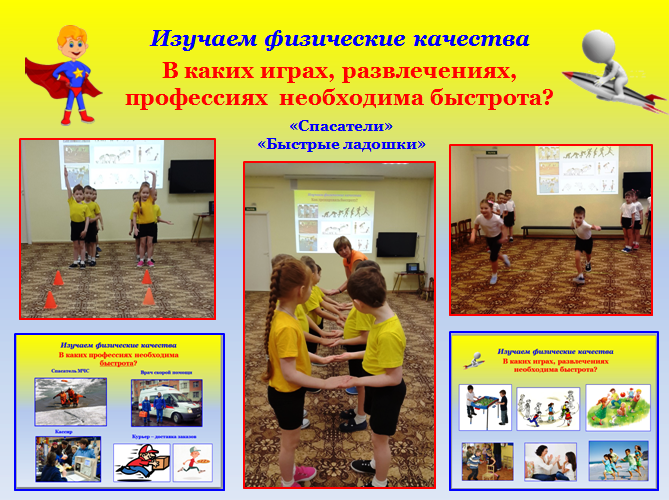 Изучаем физические качества
В каких играх, развлечениях,
профессиях необходима быстрота?
«Спасатели»
«Быстрые ладошки»
Изучаем физические качества
В каких профессиях необходима
быстрота?
Спасатель МЧС
Врач скорой помощи
Кассир
Курьер – доставка заказов
Изучаем физические качества
В каких играх, развлечениях
необходима быстрота?